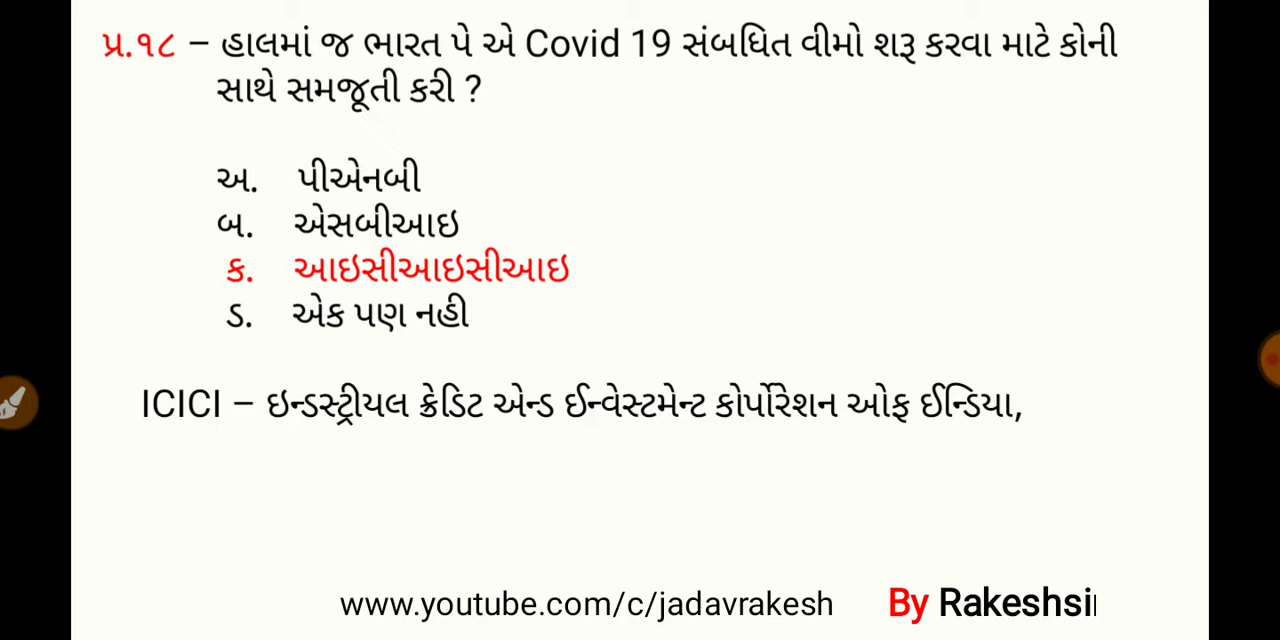 પ્ર.૧૮ – હાલમાં જ ભારત પે એ Covid 19 સંબધિત વીમો શરૂ કરવા માટે કોની
સાથે સમજૂતી કરી ?
અ. પીએનબી
બ. એસબીઆઇ
ક. આઇસીઆઇસીઆઇ
ડ. એક પણ નહી
ICICI – ઇન્ડસ્ટ્રીયલ ક્રેડિટ એન્ડ ઈન્વેસ્ટમેન્ટ કોર્પોરેશન ઓફ ઈન્ડિયા,
www.youtube.com/c/jadavrakesh By Rakeshsi